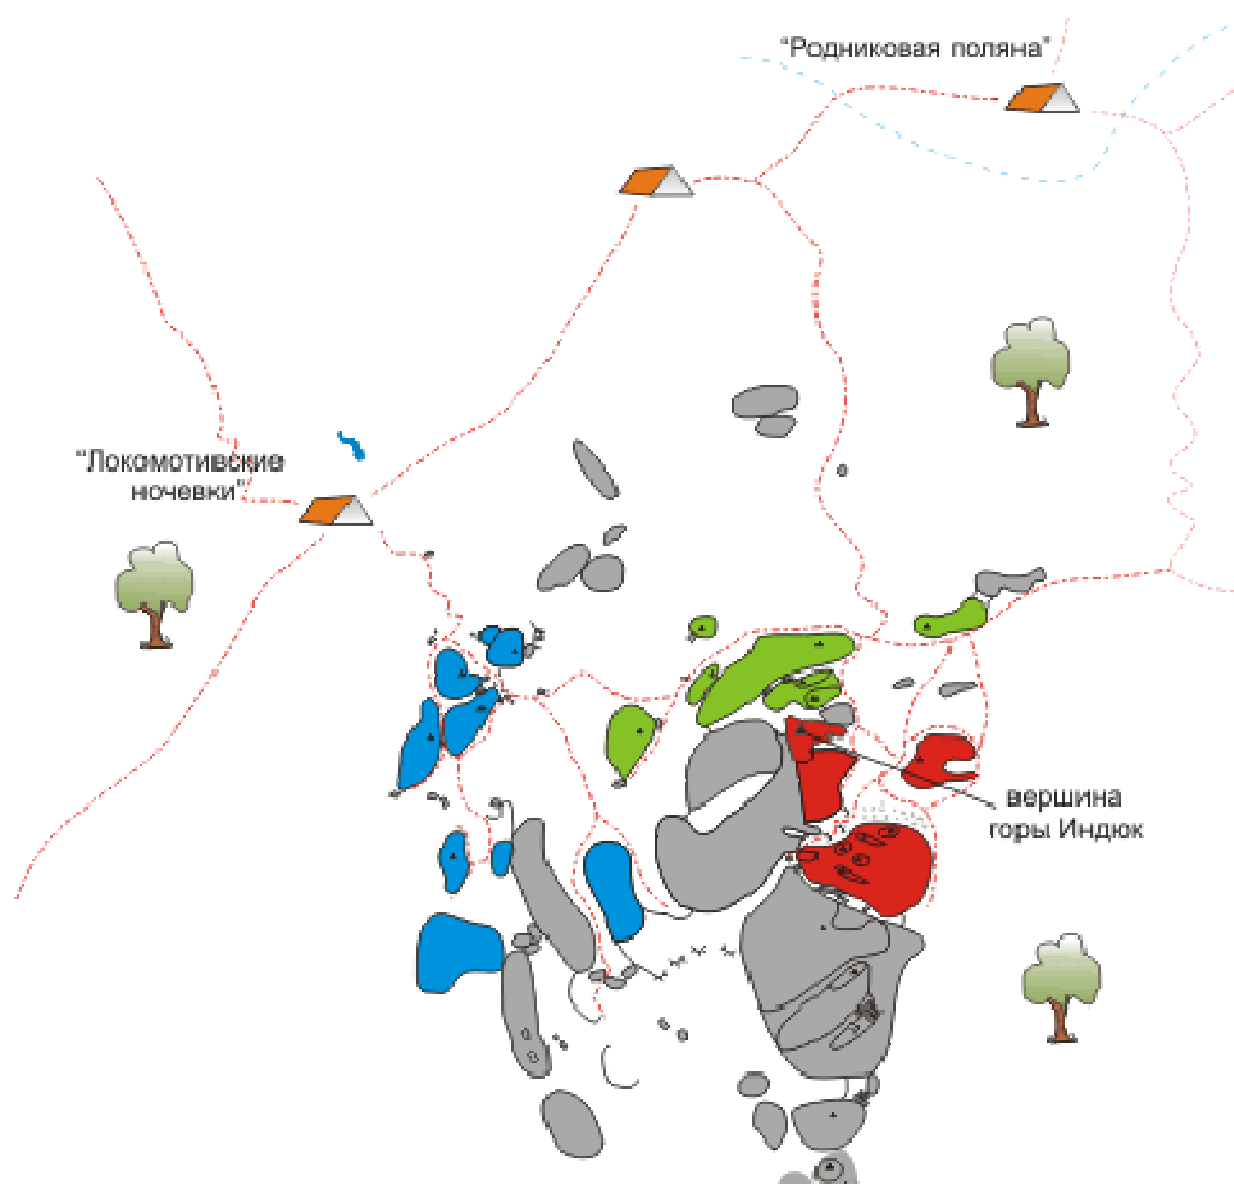 "Родниковая поляна"
"Локомотивские
ночевки"
вершина
горы Индюк